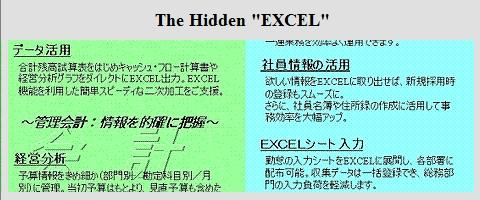 The Hidden "EXCEL"
データ活用
合計残高試算表をはじめキャッシュ・フロー計算書や
経営分析グラフをダイレクトにEXCEL出力。EXCEL
機能を利用した簡単スピーディな二次加工をご支援。
～管理会計：情報を的確に把握～
会計
経営分析
予算情報をきめ細か(部門別／勘定科目別／月
別)に管理。当初予算はもとより、見直予算も含めた
一連業務を効率よく運用できます。
社員情報の活用
欲しい情報をEXCELに取り出せば、新規採用時
の登録もスムーズに。
さらに、社員名簿や住所録の作成に活用して事
務効率を大幅アップ。
EXCELシート入力
勤怠の入力シートをEXCELに展開し、各部署に
配布可能。収集データは一括登録でき、総務部
門の入力負荷を軽減します。